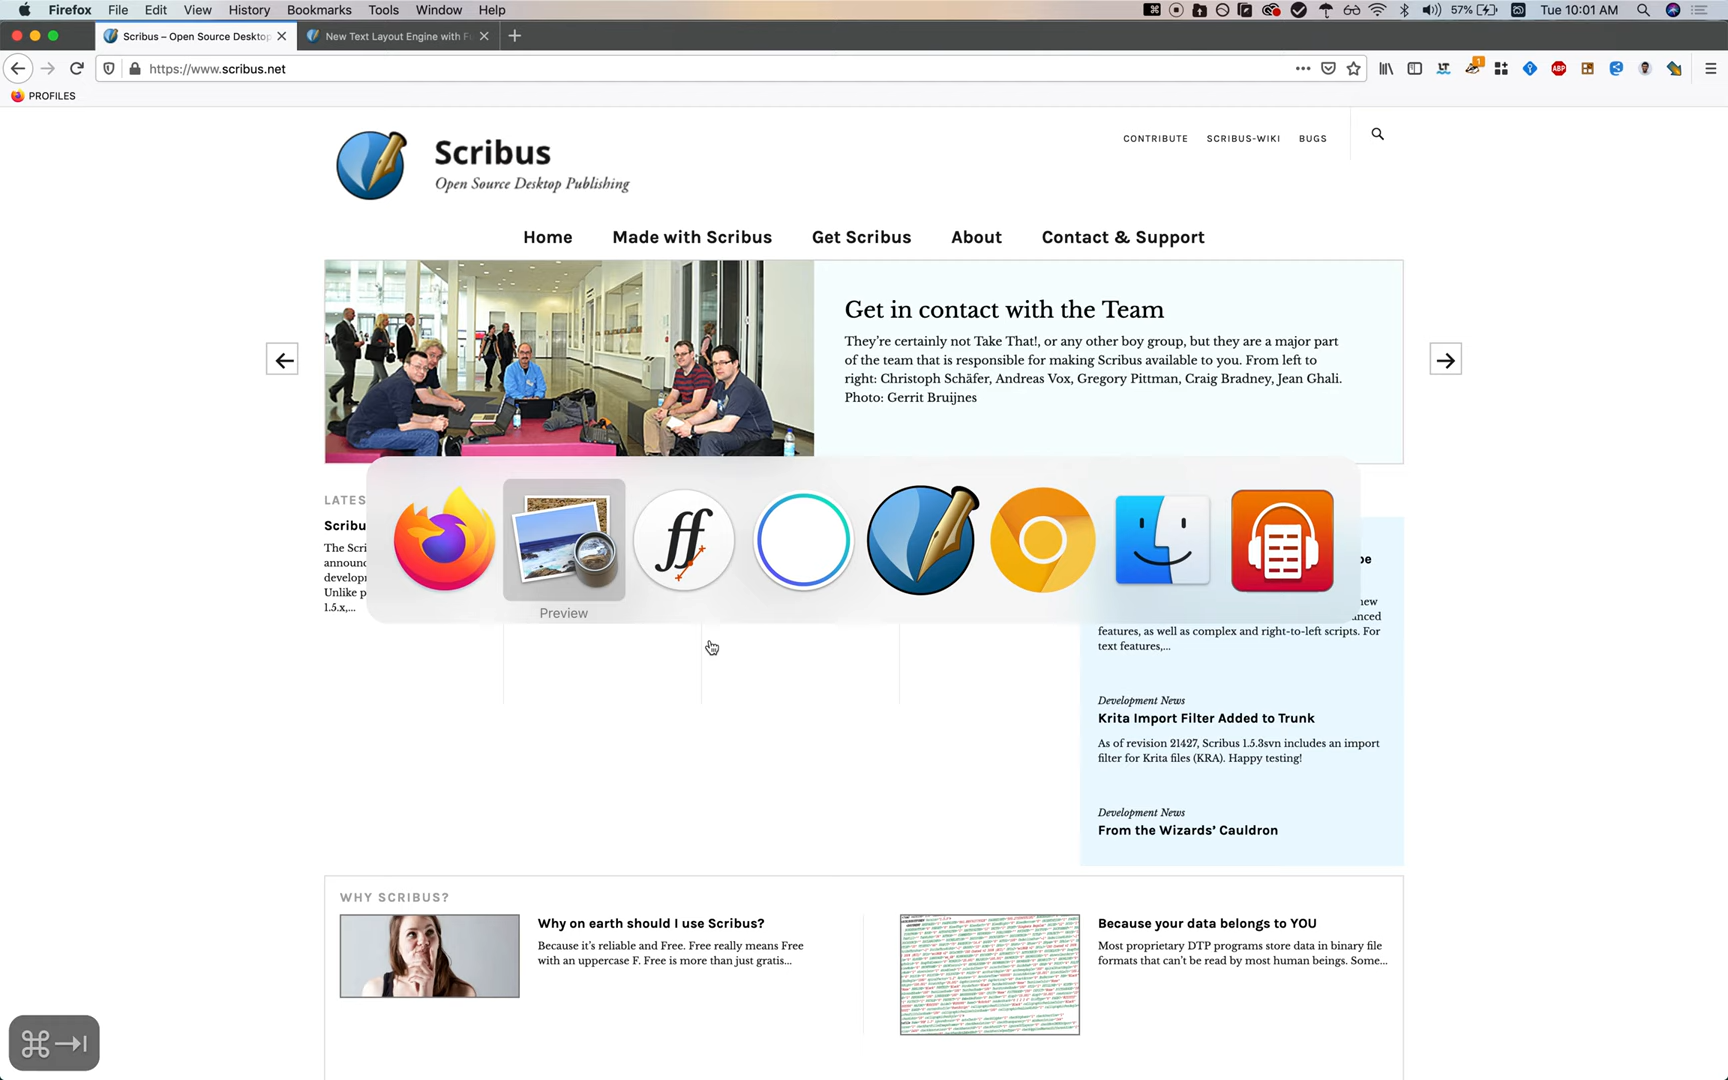 Firefox File Edit View History Bookmarks Tools Window Help
57% Tue 10:01 AM
Scribus – Open Source Desktop
New Text Layout Engine with F
https://www.scribus.net
1
ABP
PROFILES
CONTRIBUTE SCRIBUS-WIKI BUGS
Scribus
Open Source Desktop Publishing
Home Made with Scribus Get Scribus About Contact & Support
Get in contact with the Team
They're certainly not Take That!, or any other boy group, but they are a major part
of the team that is responsible for making Scribus available to you. From left to
right: Christoph Schäfer, Andreas Vox, Gregory Pittman, Craig Bradney, Jean Ghali.
Photo: Gerrit Bruijnes
LATES
Scribu
The Scri
announc
developr
Unlike p
1.5.x,...
ff
Preview
be
new
anced
features, as well as complex and right-to-left scripts. For
text features,...
Development News
Krita Import Filter Added to Trunk
As of revision 21427, Scribus 1.5.3svn includes an import
filter for Krita files (KRA). Happy testing!
Development News
From the Wizards' Cauldron
WHY SCRIBUS?
Why on earth should I use Scribus?
Because it's reliable and Free. Free really means Free
with an uppercase F. Free is more than just gratis...
Because your data belongs to YOU
Most proprietary DTP programs store data in binary file
formats that can't be read by most human beings. Some...